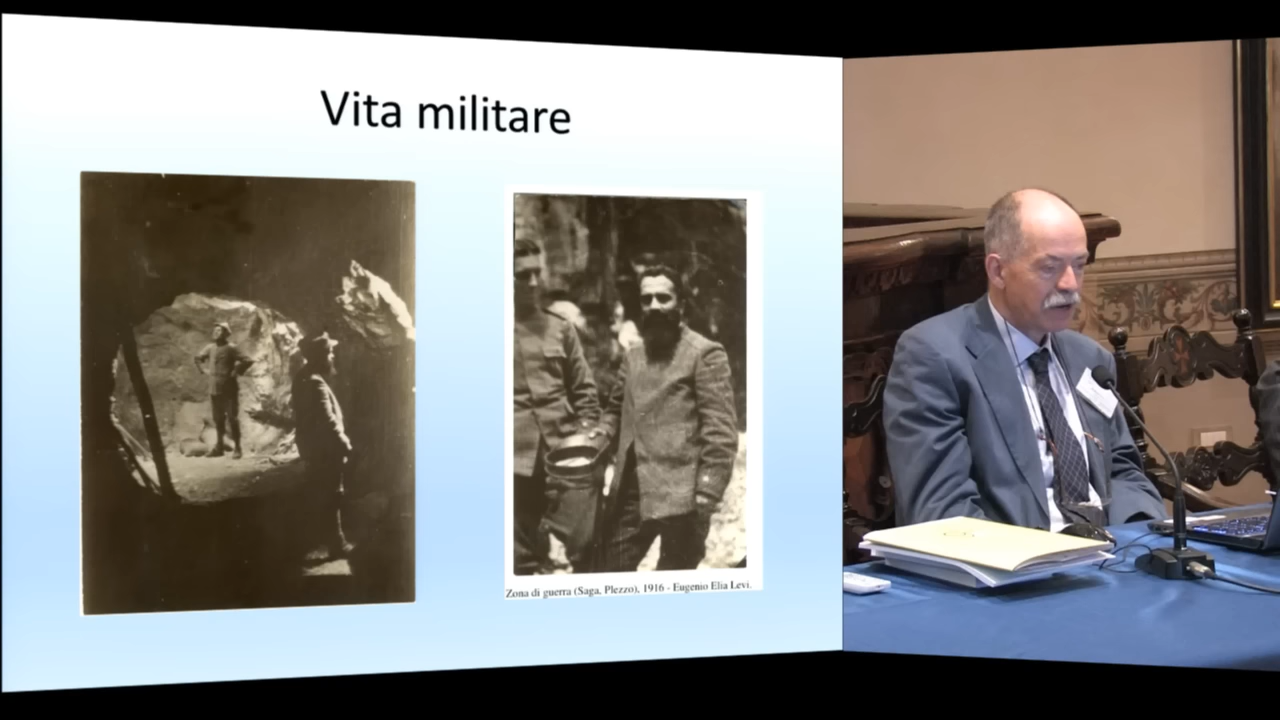 Vita militare
Zona di guerra (Saga, Plezzo), 1916 - Eugenio Elia Levi.